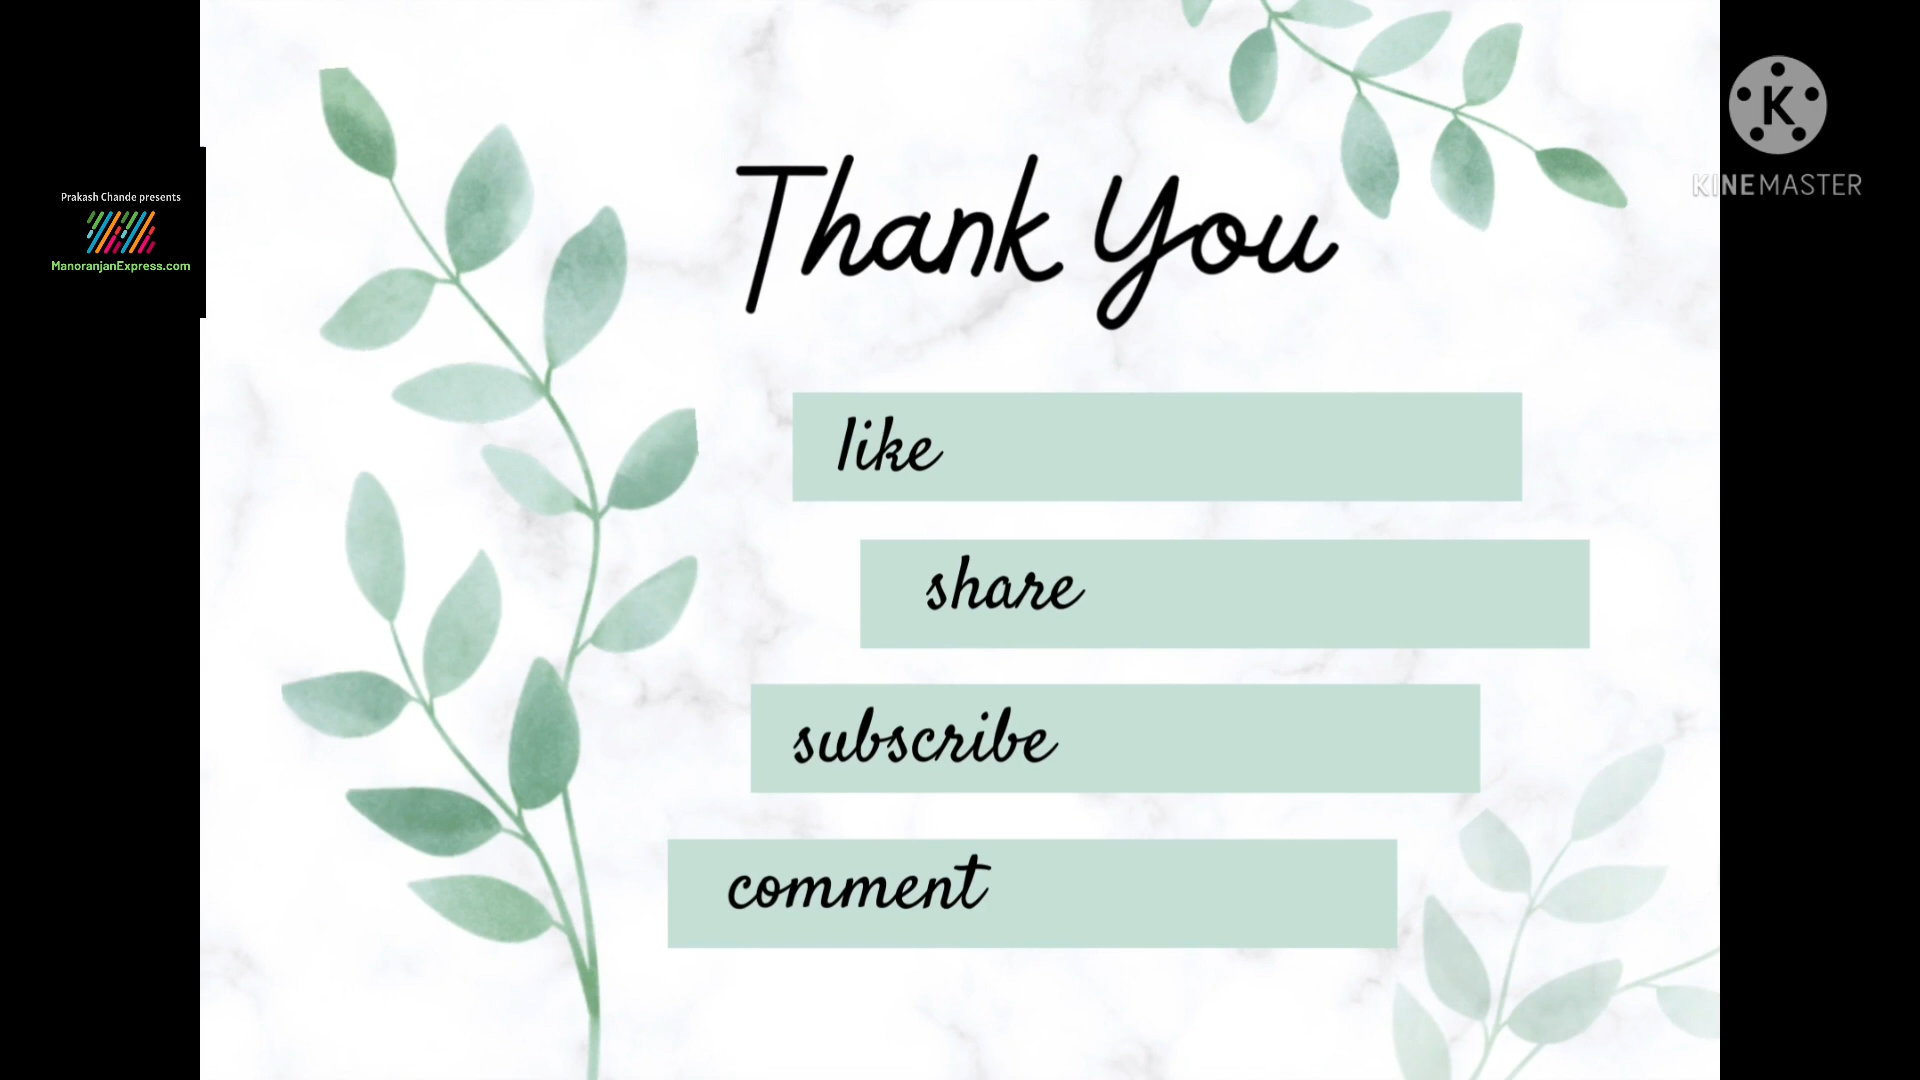 Prakash Chande presents
ManoranjanExpress.com
K
KINEMASTER
Thank You
like
share
subscribe
comment